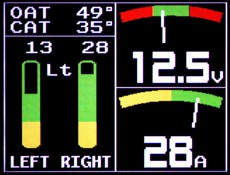 OAT 49°
CAT 35°
13 28
Lt
LEFT RIGHT
12.5V
28A